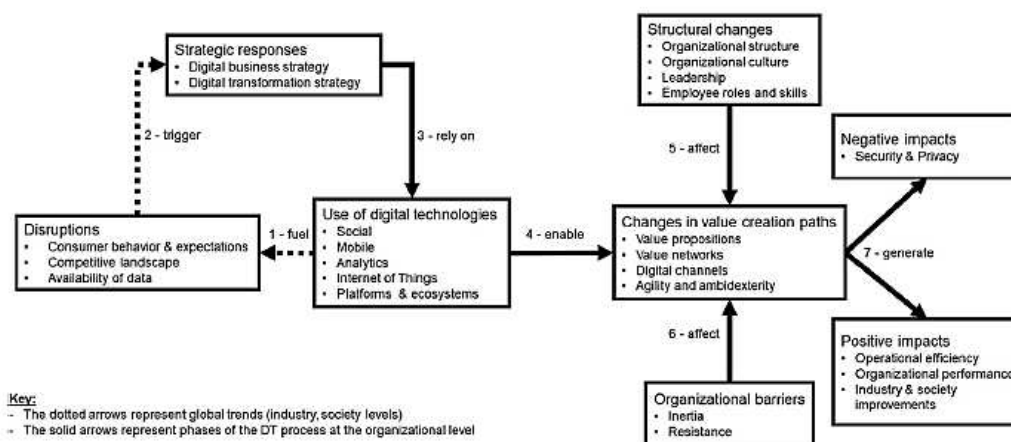 Strategic responses
• Digital business strategy
• Digital transformation strategy
2 - trigger
3 - rely on
Disruptions
• Consumer behavior & expectations
• Competitive landscape
• Availability of data
1 - fuel
Use of digital technologies
• Social
• Mobile
• Analytics
• Internet of Things
• Platforms & ecosystems
4 - enable
Structural changes
• Organizational structure
• Organizational culture
• Leadership
• Employee roles and skills
5 - affect
Changes in value creation paths
• Value propositions
• Value networks
• Digital channels
• Agility and ambidexterity
6 - affect
Organizational barriers
• Inertia
• Resistance
7 - generate
Negative impacts
• Security & Privacy
Positive impacts
• Operational efficiency
• Organizational performance
• Industry & society
improvements
Key:
- The dotted arrows represent global trends (industry, society levels)
- The solid arrows represent phases of the DT process at the organizational level